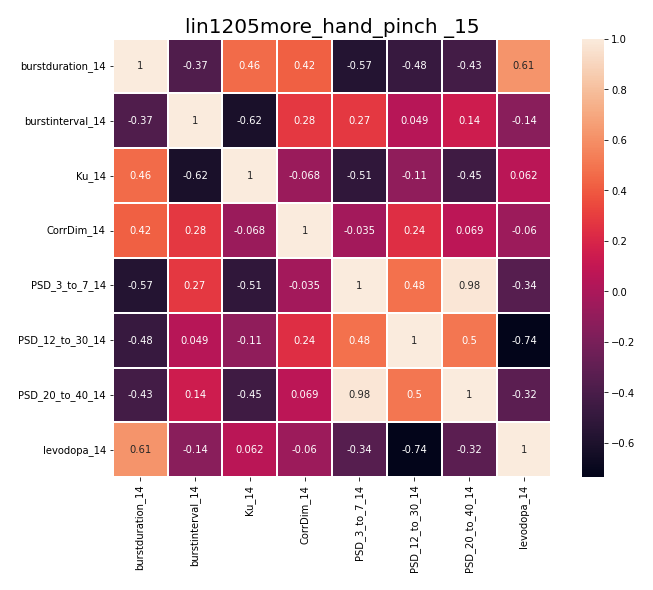 lin1205more_hand_pinch _15
burstduration_14 1 -0.37 0.46 0.42 -0.57 -0.48 -0.43 0.61
burstinterval_14 -0.37 1 -0.62 0.28 0.27 0.049 0.14 -0.14
Ku_14 0.46 -0.62 1 -0.068 -0.51 -0.11 -0.45 0.062
CorrDim_14 0.42 0.28 -0.068 1 -0.035 0.24 0.069 -0.06
PSD_3_to_7_14 -0.57 0.27 -0.51 -0.035 1 0.48 0.98 -0.34
PSD_12_to_30_14 -0.48 0.049 -0.11 0.24 0.48 1 0.5 -0.74
PSD_20_to_40_14 -0.43 0.14 -0.45 0.069 0.98 0.5 1 -0.32
levodopa_14 0.61 -0.14 0.062 -0.06 -0.34 -0.74 -0.32 1
burstduration_14
burstinterval_14
Ku_14
CorrDim_14
PSD_3_to_7_14
PSD_12_to_30_14
PSD_20_to_40_14
levodopa_14
1.0
0.8
0.6
0.4
0.2
0.0
−0.2
−0.4
−0.6